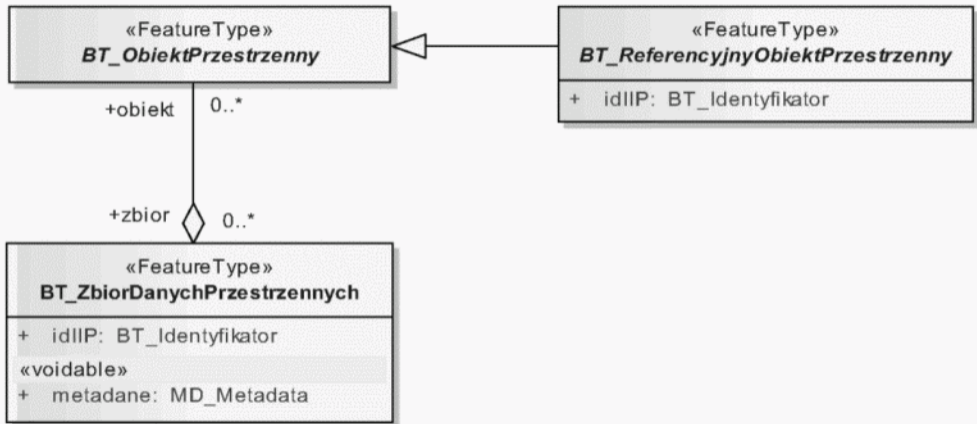 «FeatureType»
BT_ObiektPrzestrzenny
«FeatureType»
BT_ReferencyjnyObiektPrzestrzenny
+ idIIP: BT_Identyfikator
+obiekt
0..*
+zbior
0..*
«FeatureType»
BT_ZbiorDanychPrzestrzennych
+ idIIP: BT_Identyfikator
«voidable»
+ metadane: MD_Metadata